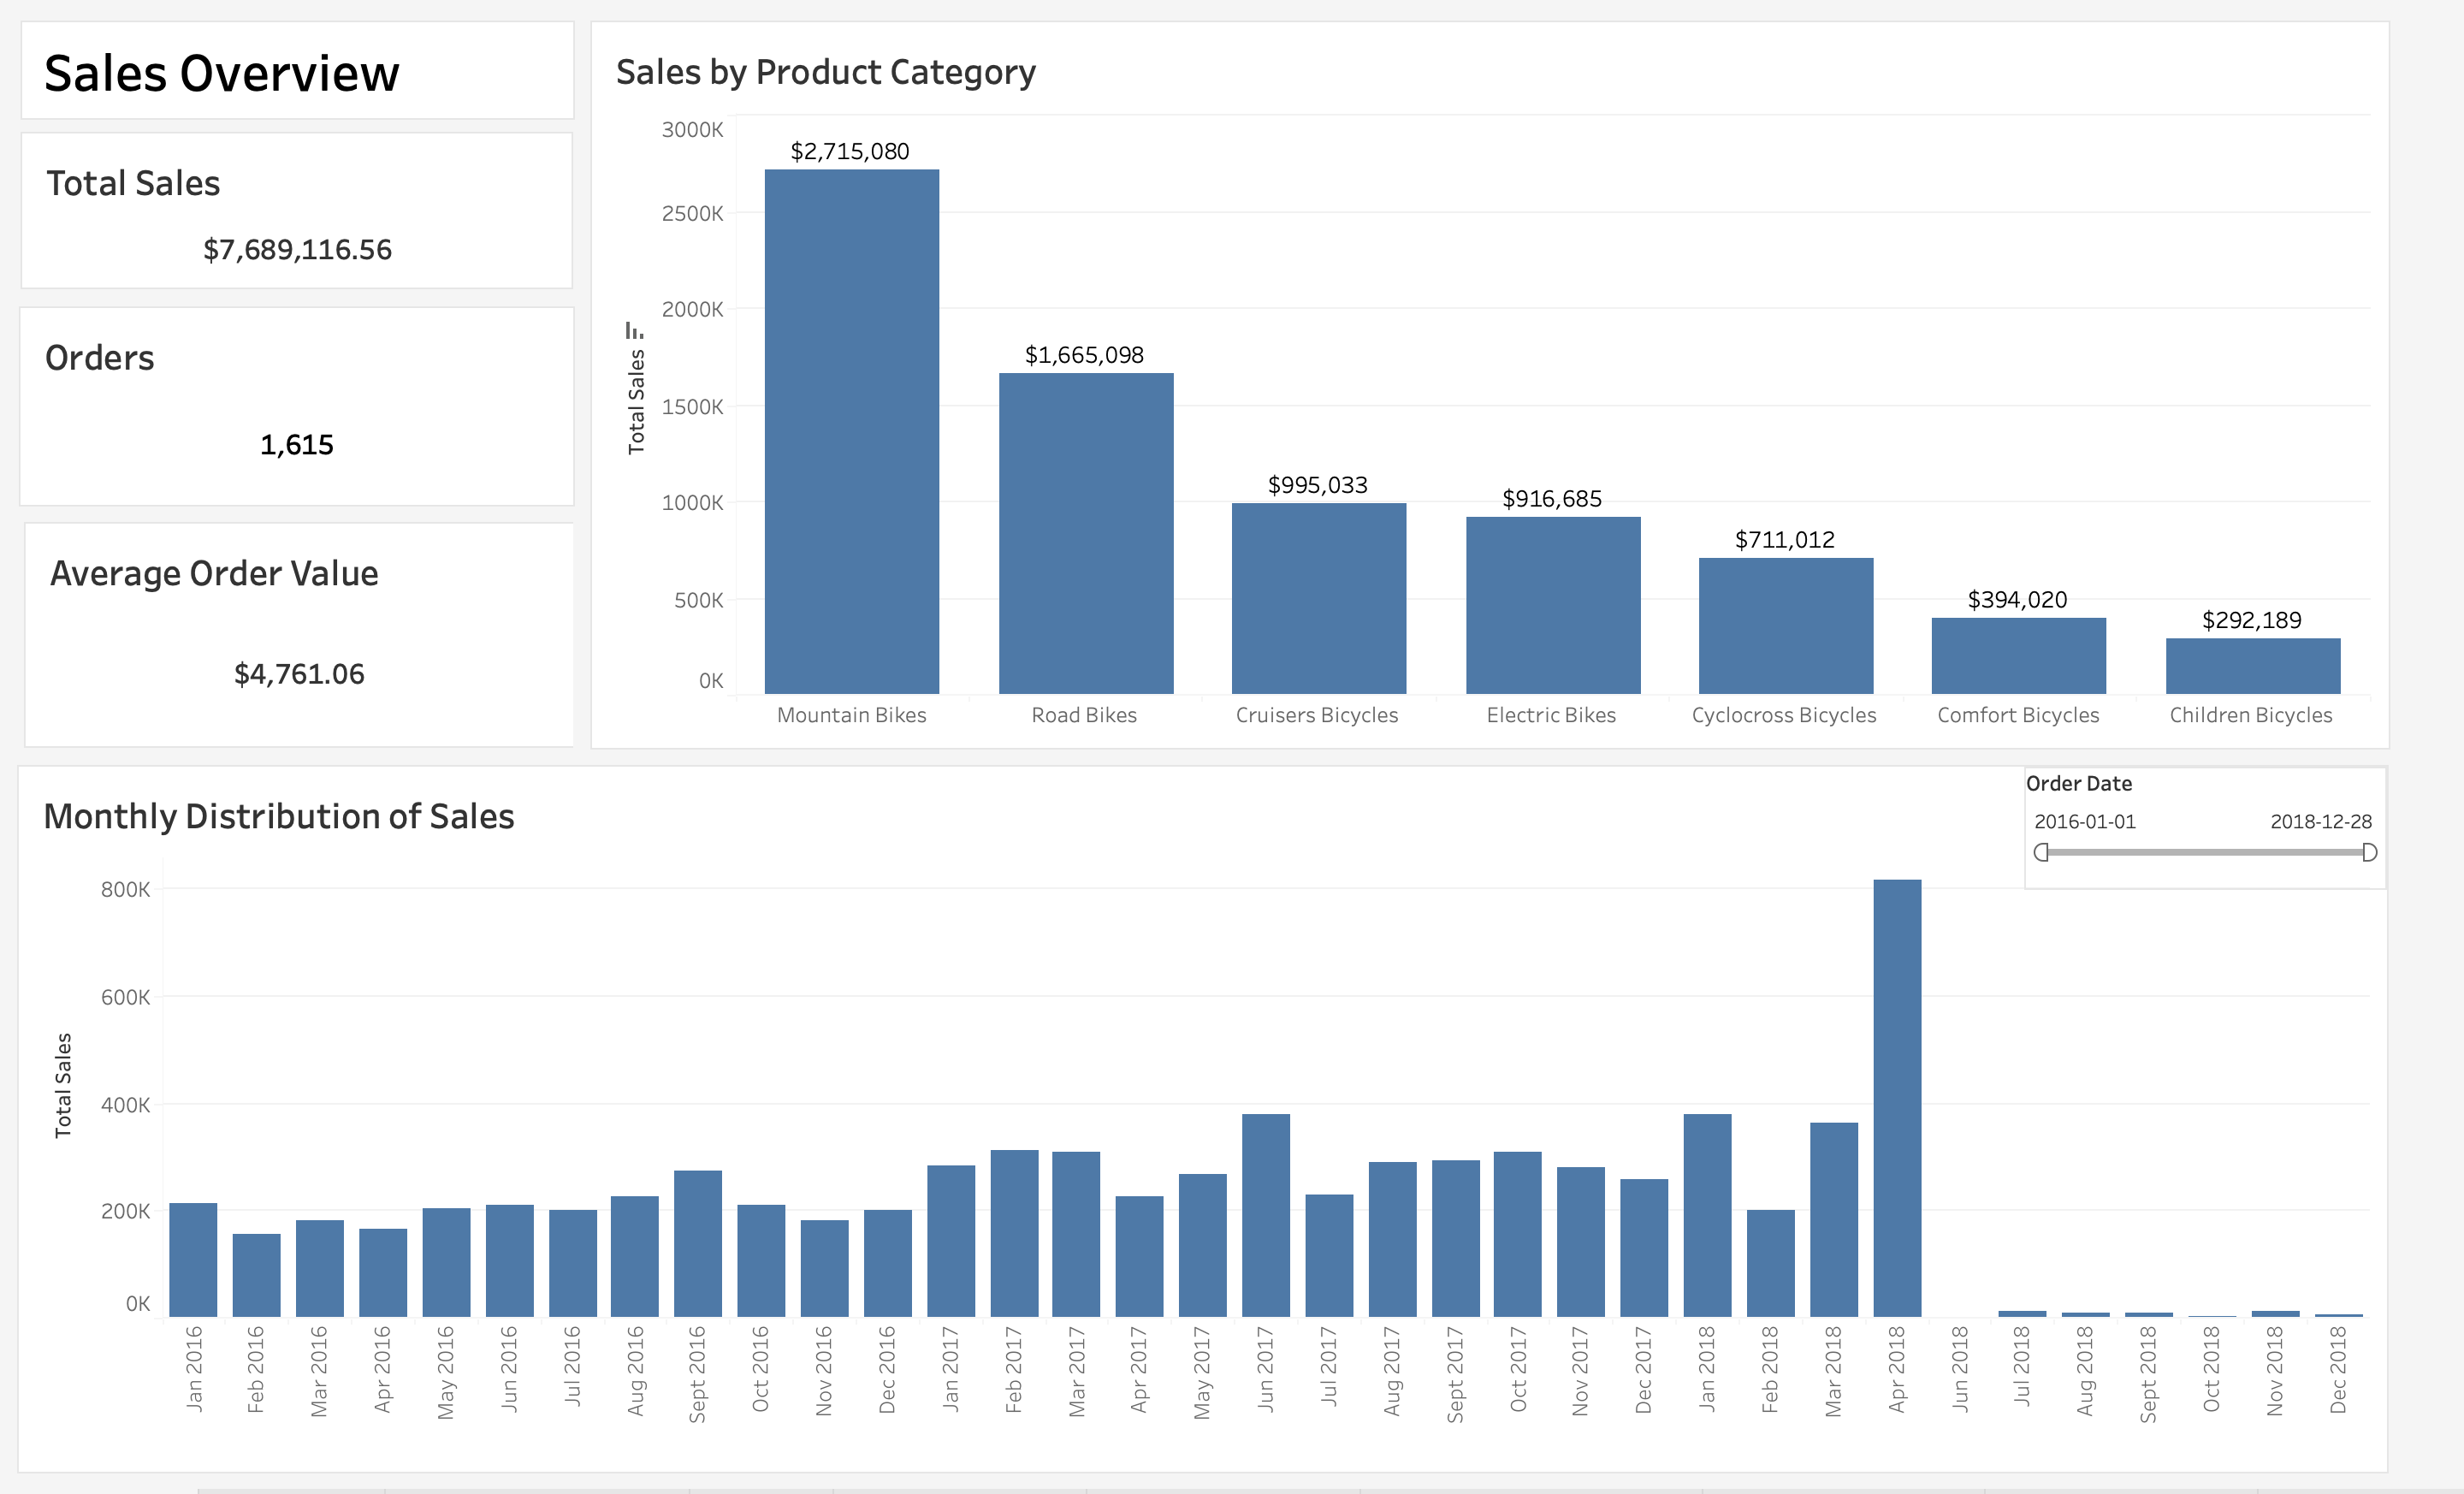 Sales Overview
Total Sales
$7,689,116.56
Orders
1,615
Average Order Value
$4,761.06
Sales by Product Category
Total Sales
3000K
2500K
2000K
1500K
1000K
500K
0K
$2,715,080
$1,665,098
$995,033
$916,685
$711,012
$394,020
$292,189
Mountain Bikes
Road Bikes
Cruisers Bicycles
Electric Bikes
Cyclocross Bicycles
Comfort Bicycles
Children Bicycles
Monthly Distribution of Sales
Order Date
2016-01-01 2018-12-28
Total Sales
800K
600K
400K
200K
0K
Jan 2016
Feb 2016
Mar 2016
Apr 2016
May 2016
Jun 2016
Jul 2016
Aug 2016
Sept 2016
Oct 2016
Nov 2016
Dec 2016
Jan 2017
Feb 2017
Mar 2017
Apr 2017
May 2017
Jun 2017
Jul 2017
Aug 2017
Sept 2017
Oct 2017
Nov 2017
Dec 2017
Jan 2018
Feb 2018
Mar 2018
Apr 2018
Jun 2018
Jul 2018
Aug 2018
Sept 2018
Oct 2018
Nov 2018
Dec 2018